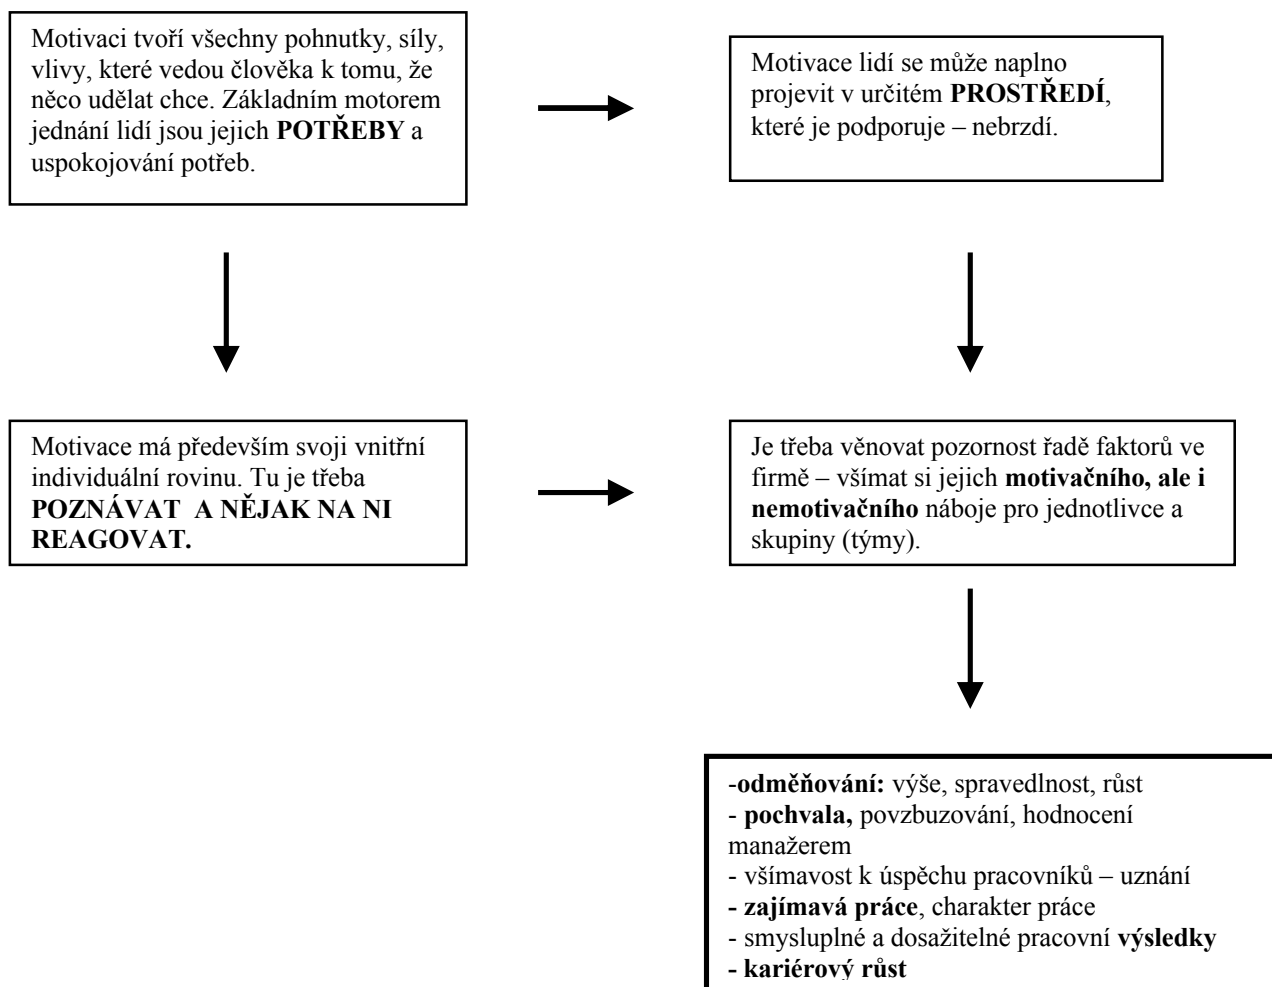 Motivaci tvoří všechny pohnutky, síly,
vlivy, které vedou člověka k tomu, že
něco udělat chce. Základním motorem
jednání lidí jsou jejich POTŘEBY a
uspokojování potřeb.
Motivace lidí se může naplno
projevit v určitém PROSTŘEDÍ,
které je podporuje – nebrzdí.
Motivace má především svoji vnitřní
individuální rovinu. Tu je třeba
POZNÁVAT  A NĚJAK NA NI
REAGOVAT.
Je třeba věnovat pozornost řadě faktorů ve
firmě – všímat si jejich motivačního, ale i
nemotivačního náboje pro jednotlivce a
skupiny (týmy).
-odměňování: výše, spravedlnost, růst
- pochvala, povzbuzování, hodnocení
manažerem
- všímavost k úspěchu pracovníků – uznání
- zajímavá práce, charakter práce
- smysluplné a dosažitelné pracovní výsledky
- kariérový růst